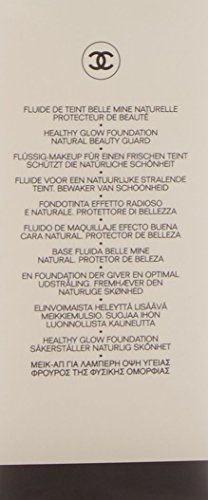 FLUIDE DE TEINT BELLE MINE NATURELLE
PROTECTEUR DE BEAUTÉ
HEALTHY GLOW FOUNDATION
NATURAL BEAUTY GUARD
FLÜSSIG-MAKEUP FÜR EINEN FRISCHEN TEINT
SCHÜTZT DIE NATÜRLICHE SCHÖNHEIT
FLUIDE VOOR EEN NATUURLIJKE STRALENDE
TEINT. BEWAKER VAN SCHOONHEID
FONDOTINTA EFFETTO RADIOSO
E NATURALE. PROTETTORE DI BELLEZZA
FLUIDO DE MAQUILLAJE EFECTO BUENA
CARA NATURAL. PROTECTOR DE BELLEZA
BASE FLUIDA BELLE MINE
NATURAL. PROTETOR DE BELEZA
EN FOUNDATION DER GIVER EN OPTIMAL
UDSTRÅLING. FREMHÆVER DEN
NATURLIGE SKØNHED
ELINVOIMAISTA HELEYTTÄ LISÄÄVÄ
MEIKKIEMULSIO. SUOJAA IHON
LUONNOLLISTA KAUNEUTTA
HEALTHY GLOW FOUNDATION
SÄKERSTÄLLER NATURLIG SKÖNHET
ΜΕΙΚ-ΑΠ ΓΙΑ ΛΑΜΠΕΡΗ ΟΨΗ ΥΓΕΙΑΣ
ΦΡΟΥΡΟΣ ΤΗΣ ΦΥΣΙΚΗΣ ΟΜΟΡΦΙΑΣ